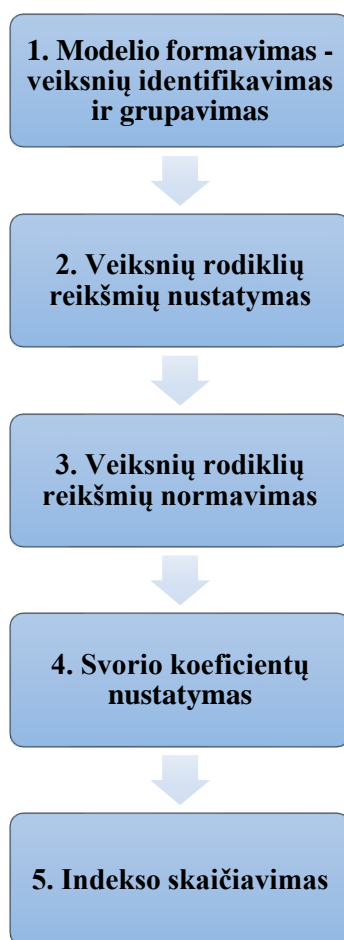 1. Modelio formavimas -
veiksnių identifikavimas
ir grupavimas
2. Veiksnių rodiklių
reikšmių nustatymas
3. Veiksnių rodiklių
reikšmių normavimas
4. Svorio koeficientų
nustatymas
5. Indekso skaičiavimas